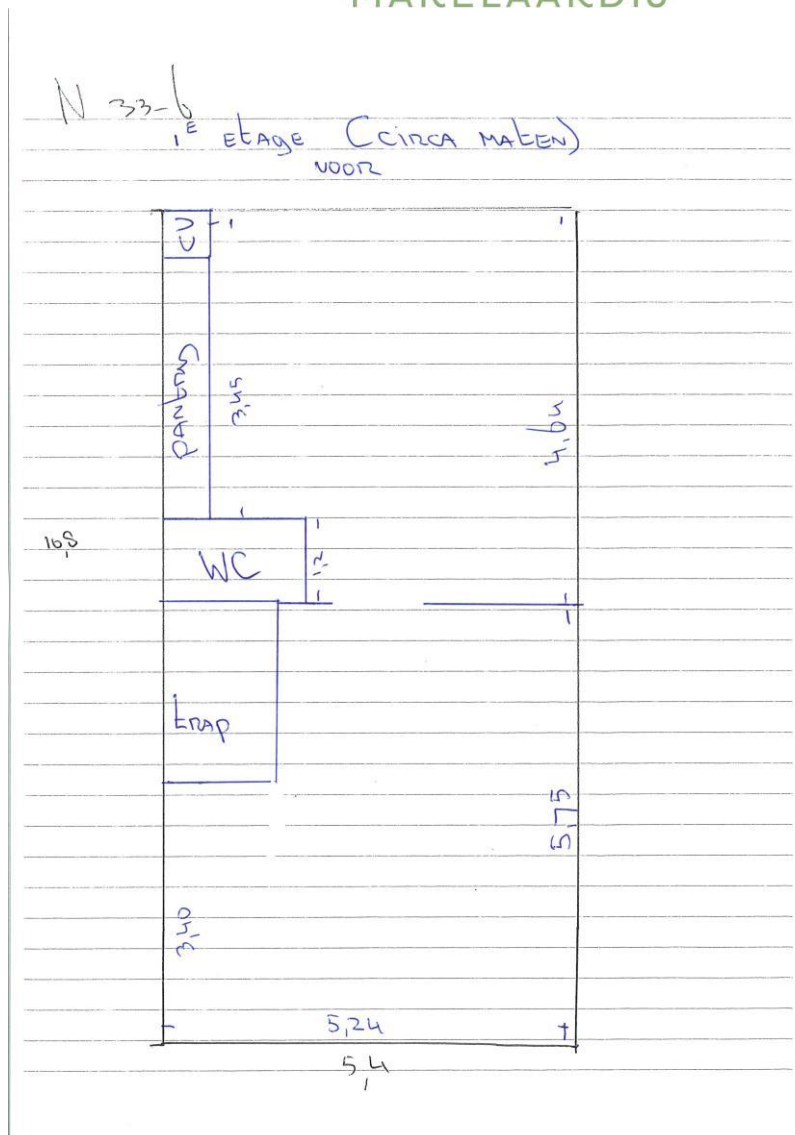 MAKELAARDIJ
N 33-6
1E etage (circa maten)
voor
CV
pantry
3,45
4,64
10,8
WC
1,2
trap
5,75
3,40
5,24
5,4